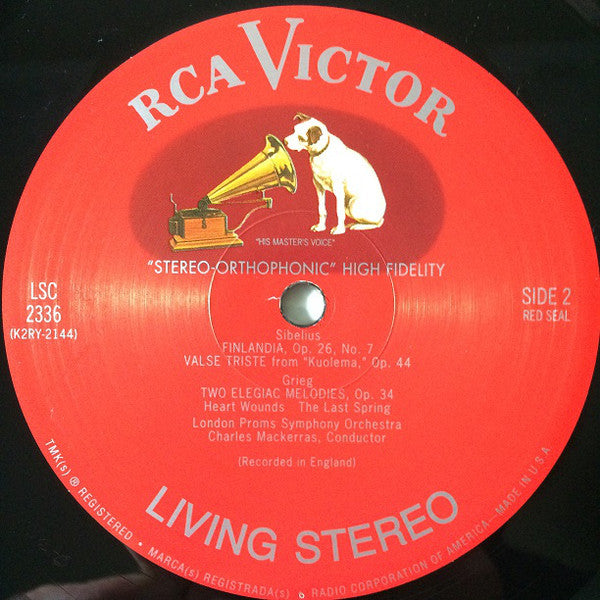 RCA VICTOR
"HIS MASTER'S VOICE"
"STEREO-ORTHOPHONIC" HIGH FIDELITY
LSC
2336
(K2RY-2144)
SIDE 2
RED SEAL
Sibelius
FINLANDIA, Op. 26, No. 7
VALSE TRISTE from "Kuolema," Op. 44
Grieg
TWO ELEGIAC MELODIES, Op. 34
Heart Wounds The Last Spring
London Proms Symphony Orchestra
Charles Mackerras, Conductor
(Recorded in England)
LIVING STEREO
TMK(s) ® REGISTERED • MARCA(s) REGISTRADA(s) • RADIO CORPORATION OF AMERICA—MADE IN U.S.A